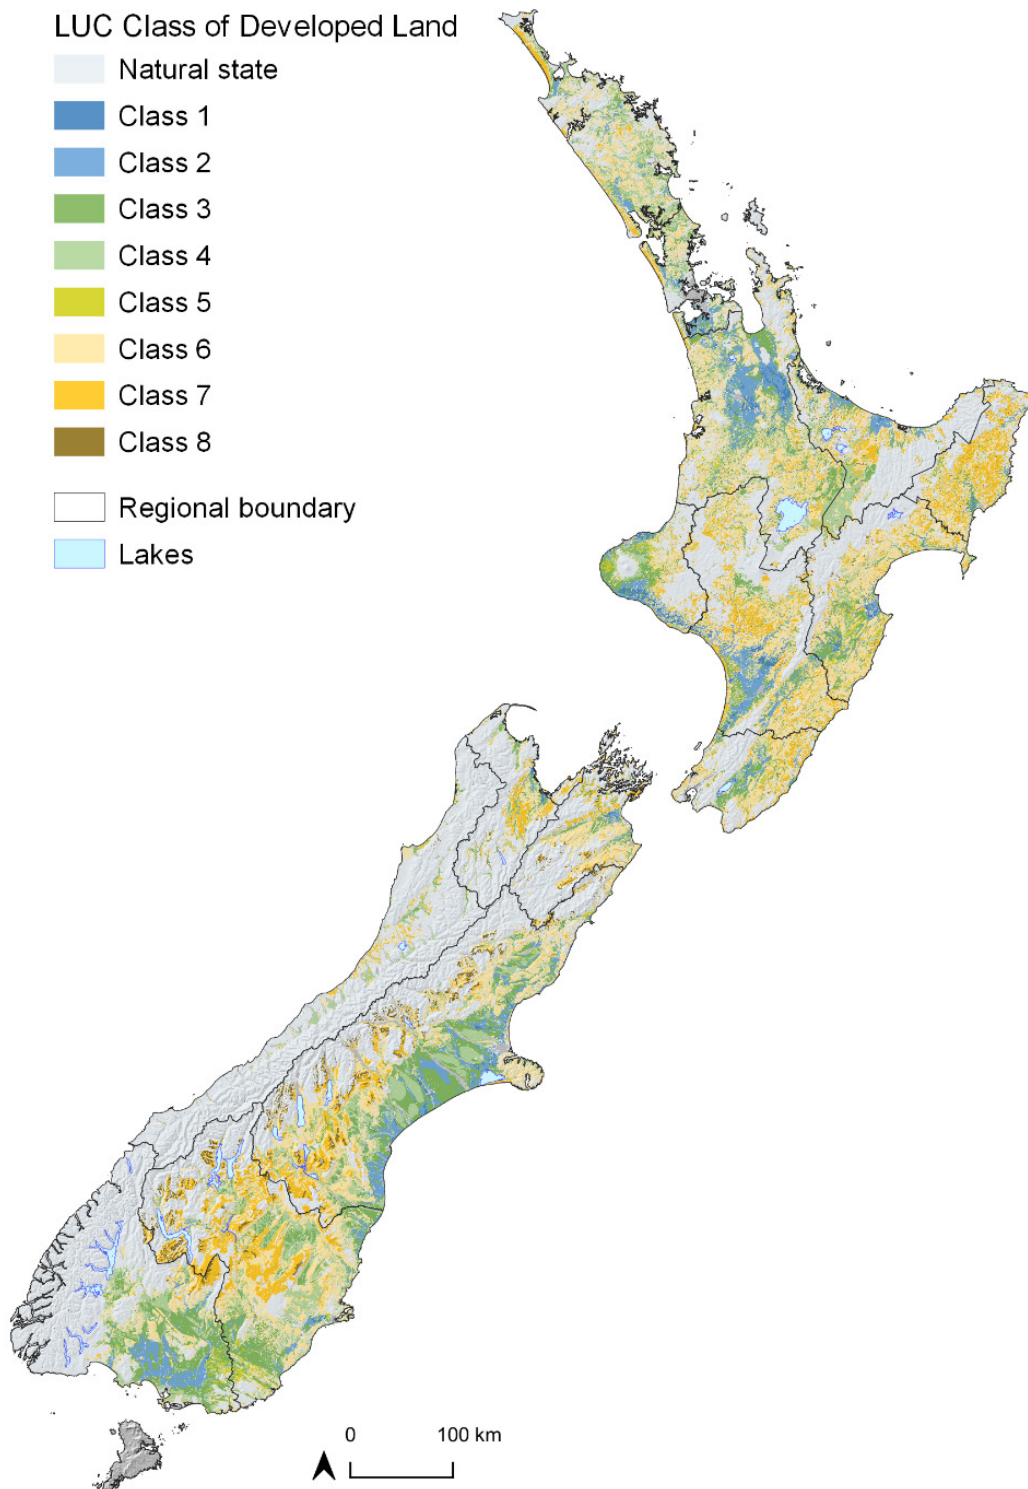 LUC Class of Developed Land
Natural state
Class 1
Class 2
Class 3
Class 4
Class 5
Class 6
Class 7
Class 8
Regional boundary
Lakes
0 100 km